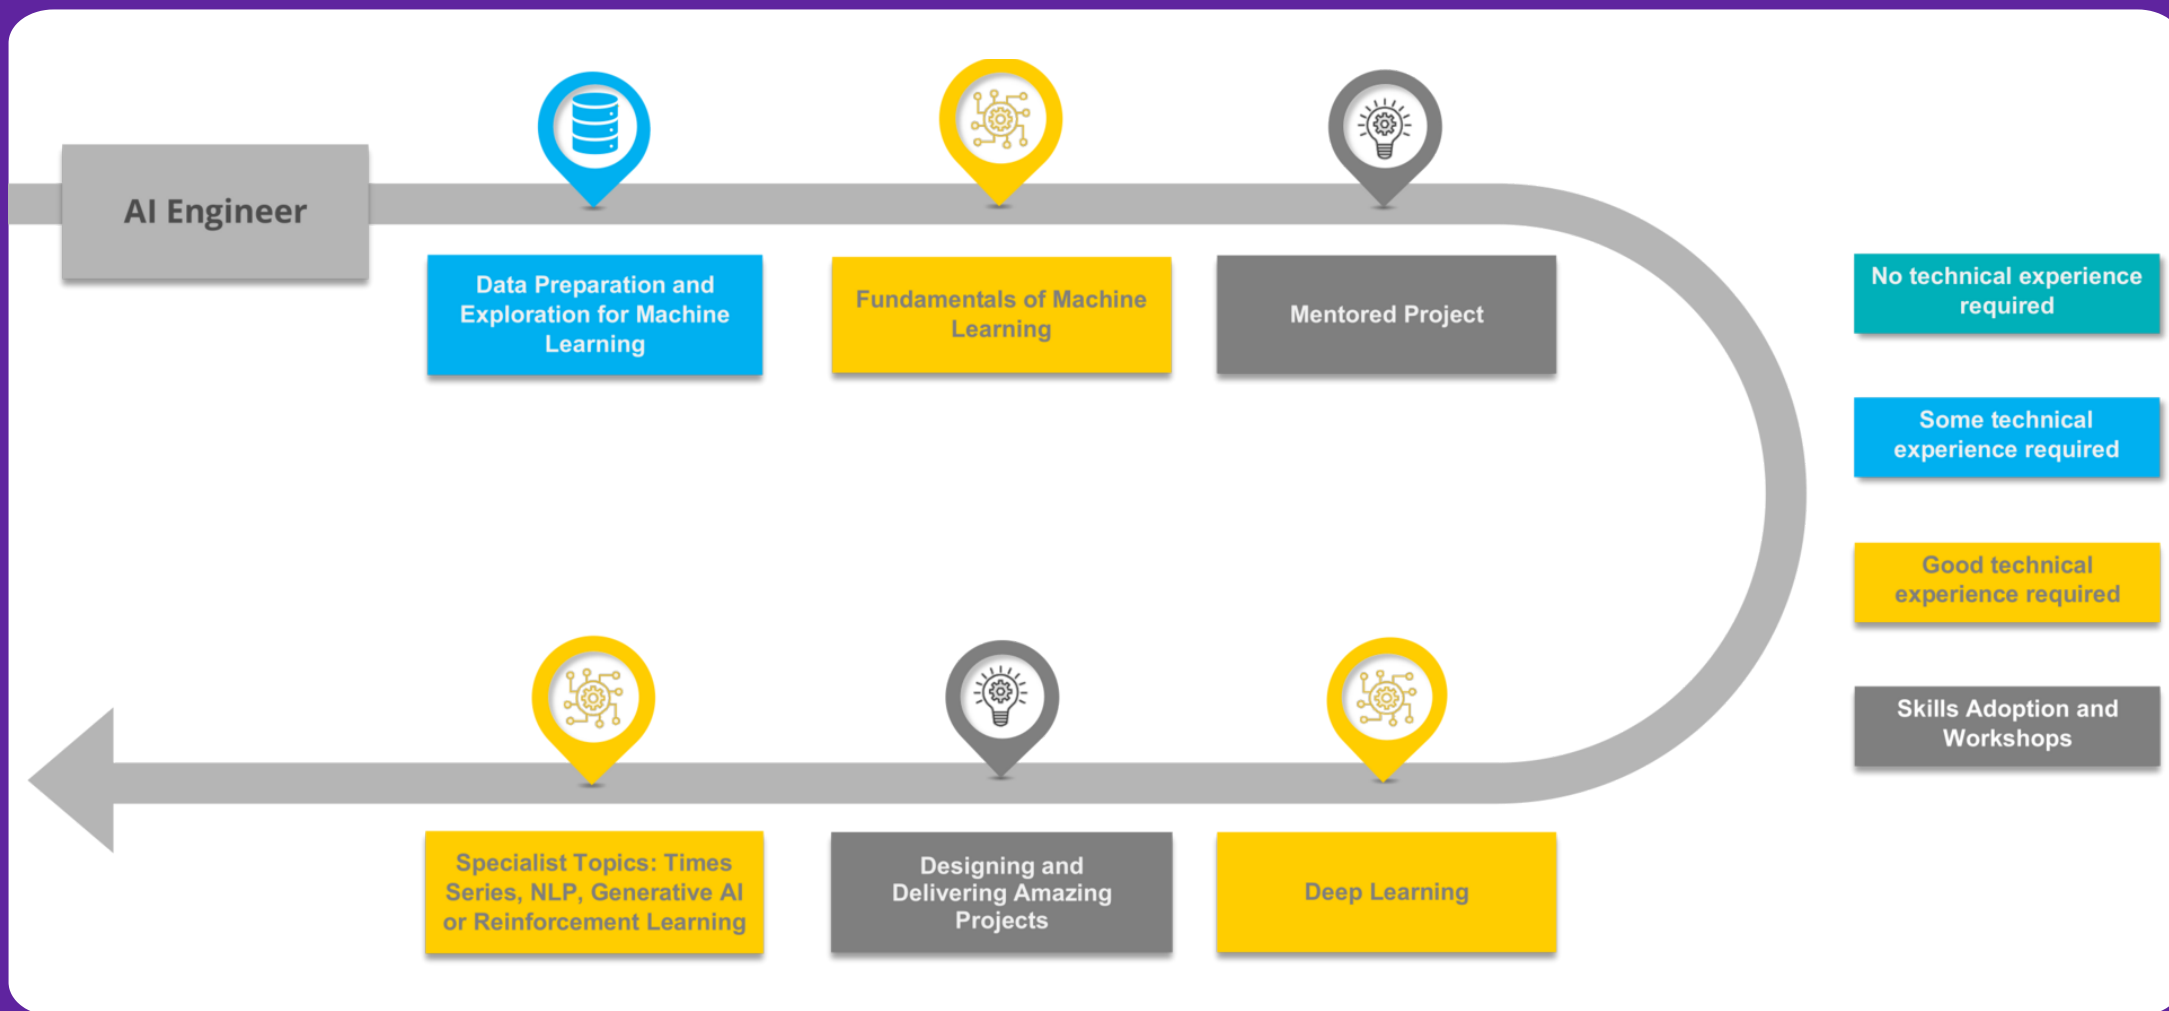 AI Engineer
Data Preparation and
Exploration for Machine
Learning
Fundamentals of Machine
Learning
Mentored Project
No technical experience
required
Some technical
experience required
Good technical
experience required
Skills Adoption and
Workshops
Specialist Topics: Times
Series, NLP, Generative AI
or Reinforcement Learning
Designing and
Delivering Amazing
Projects
Deep Learning